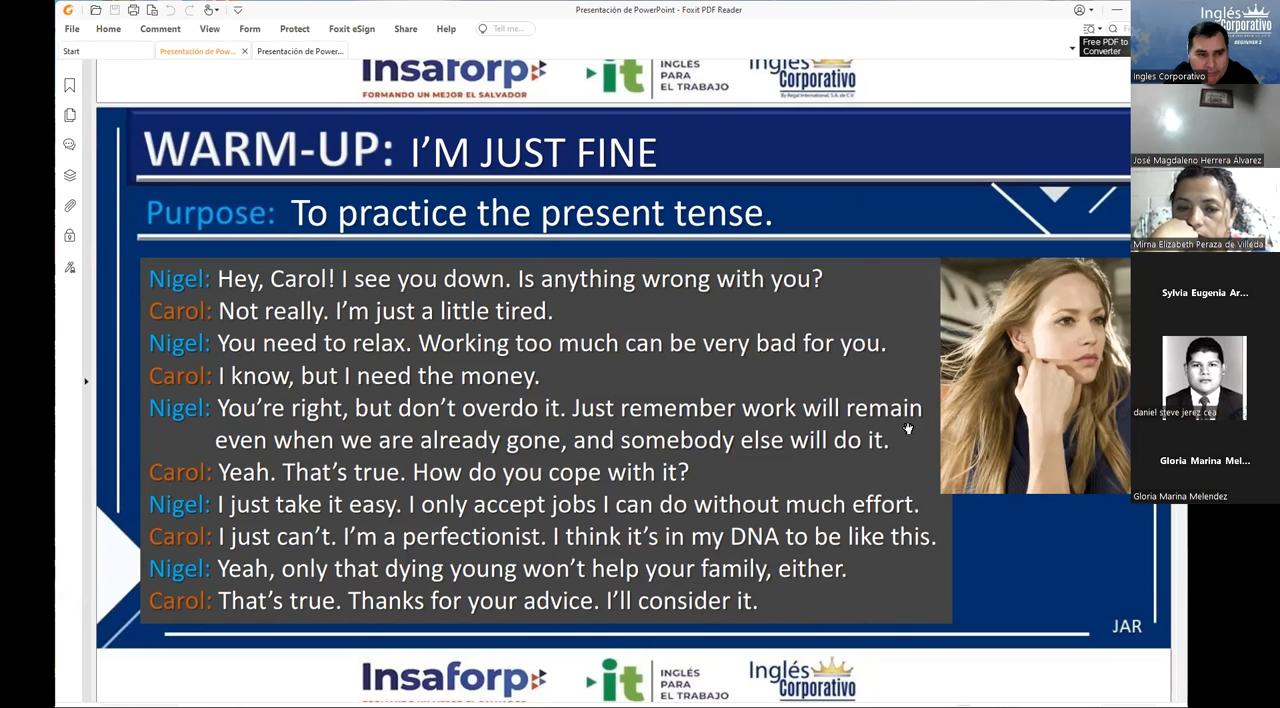 Presentación de PowerPoint - Foxit PDF Reader
File Home Comment View Form Protect Foxit eSign Share Help Tell me...
Free PDF to
Converter
Start Presentación de Pow... Presentación de Power...
Insaforp
FORMANDO UN MEJOR EL SALVADOR
it
INGLÉS
PARA
EL TRABAJO
Inglés
Corporativo
By Regal International, S.A. de C.V.
WARM-UP: I'M JUST FINE
Purpose: To practice the present tense.
Nigel: Hey, Carol! I see you down. Is anything wrong with you?
Carol: Not really. I'm just a little tired.
Nigel: You need to relax. Working too much can be very bad for you.
Carol: I know, but I need the money.
Nigel: You're right, but don't overdo it. Just remember work will remain
even when we are already gone, and somebody else will do it.
Carol: Yeah. That's true. How do you cope with it?
Nigel: I just take it easy. I only accept jobs I can do without much effort.
Carol: I just can't. I'm a perfectionist. I think it's in my DNA to be like this.
Nigel: Yeah, only that dying young won't help your family, either.
Carol: That's true. Thanks for your advice. I'll consider it.
JAR
Insaforp
it
INGLÉS
PARA
EL TRABAJO
Inglés
Corporativo
Inglés
Corporativo
BEGINNER 2
Ingles Corporativo
José Magdaleno Herrera Álvarez
Mirna Elizabeth Peraza de Villeda
Sylvia Eugenia Ar...
daniel steve jerez cea
Gloria Marina Mel...
Gloria Marina Melendez